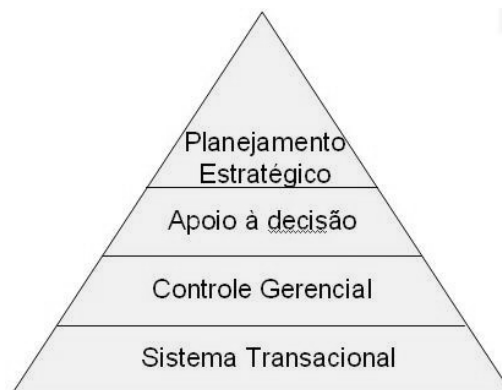 Planejamento
Estratégico
Apoio à decisão
Controle Gerencial
Sistema Transacional